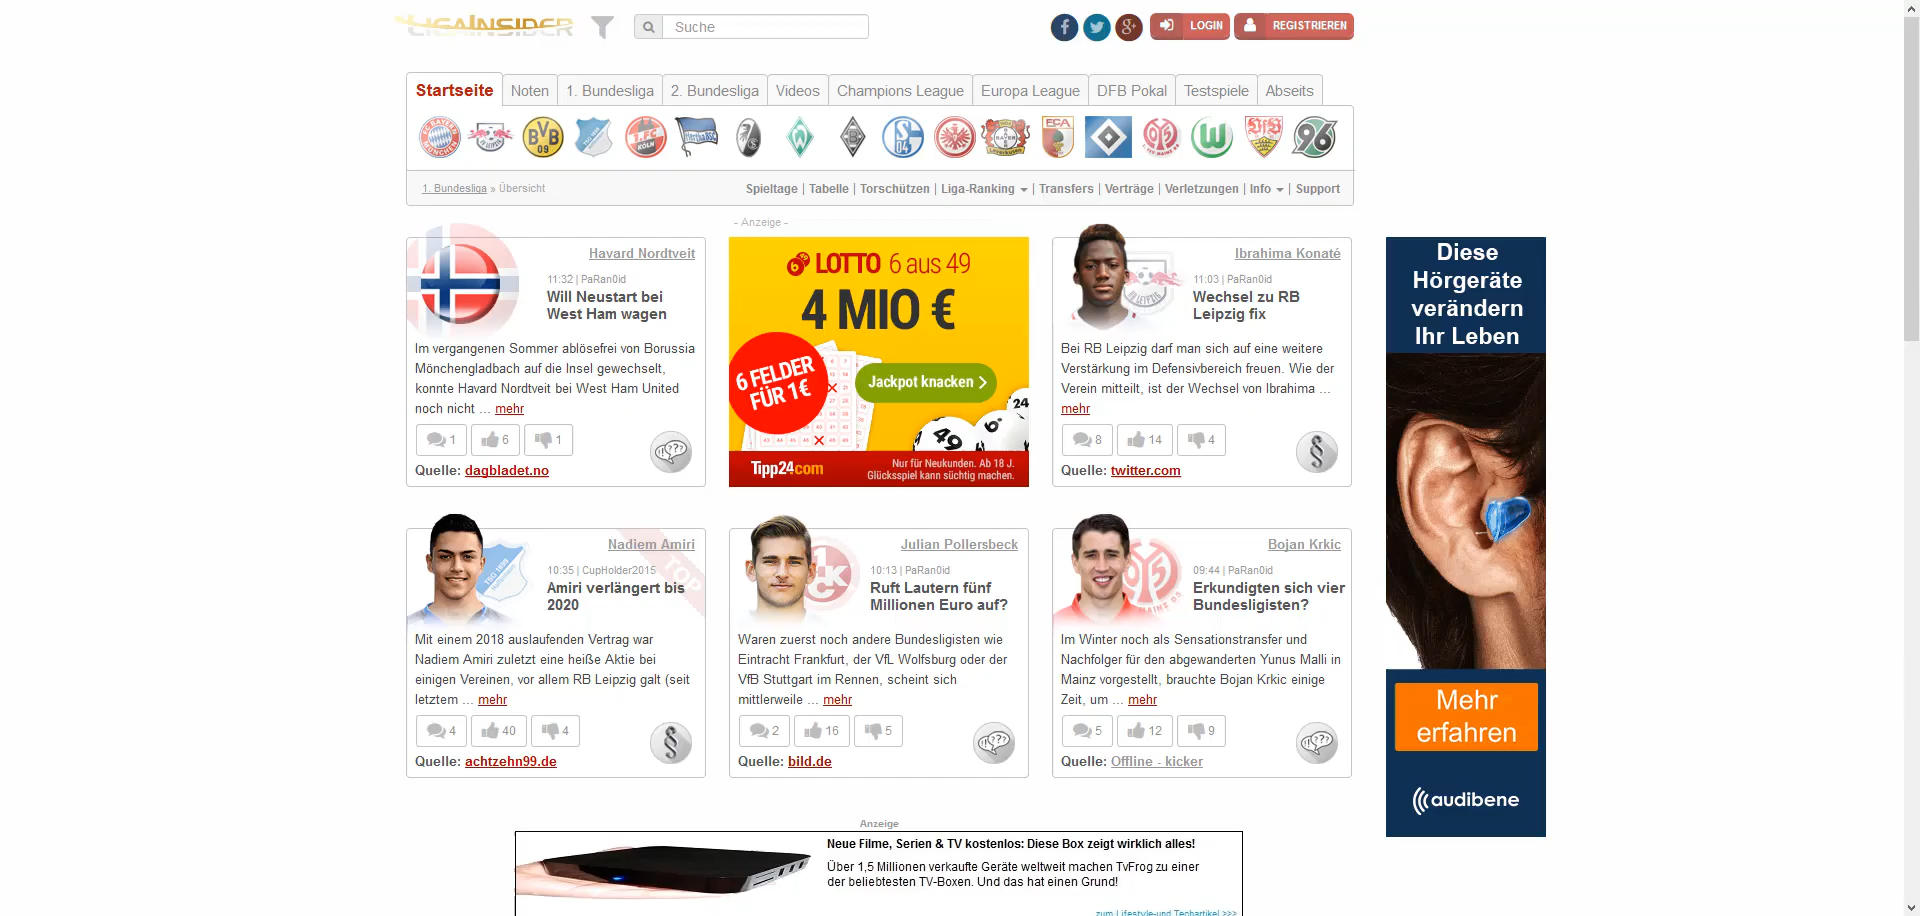 LIGAINSIDER
Suche
LOGIN
REGISTRIEREN
Startseite
Noten
1. Bundesliga
2. Bundesliga
Videos
Champions League
Europa League
DFB Pokal
Testspiele
Abseits
1. Bundesliga » Übersicht
Spieltage | Tabelle | Torschützen | Liga-Ranking | Transfers | Verträge | Verletzungen | Info | Support
Havard Nordtveit
11:32 | PaRan0id
Will Neustart bei
West Ham wagen
Im vergangenen Sommer ablösefrei von Borussia
Mönchengladbach auf die Insel gewechselt,
konnte Havard Nordtveit bei West Ham United
noch nicht ... mehr
1
6
1
Quelle: dagbladet.no
- Anzeige -
LOTTO 6 aus 49
4 MIO €
6 FELDER
FÜR 1€
Jackpot knacken
49
6.
24
Tipp24com
Nur für Neukunden. Ab 18 J.
Glücksspiel kann süchtig machen.
Ibrahima Konaté
11:03 | PaRan0id
Wechsel zu RB
Leipzig fix
Bei RB Leipzig darf man sich auf eine weitere
Verstärkung im Defensivbereich freuen. Wie der
Verein mitteilt, ist der Wechsel von Ibrahima ...
mehr
8
14
4
Quelle: twitter.com
Diese
Hörgeräte
verändern
Ihr Leben
Mehr
erfahren
audibene
Nadiem Amiri
TOP
10:35 | CupHolder2015
Amiri verlängert bis
2020
Mit einem 2018 auslaufenden Vertrag war
Nadiem Amiri zuletzt eine heiße Aktie bei
einigen Vereinen, vor allem RB Leipzig galt (seit
letztem ... mehr
4
40
4
Quelle: achtzehn99.de
Julian Pollersbeck
10:13 | PaRan0id
Ruft Lautern fünf
Millionen Euro auf?
Waren zuerst noch andere Bundesligisten wie
Eintracht Frankfurt, der VfL Wolfsburg oder der
VfB Stuttgart im Rennen, scheint sich
mittlerweile ... mehr
2
16
5
Quelle: bild.de
Bojan Krkic
09:44 | PaRan0id
Erkundigten sich vier
Bundesligisten?
Im Winter noch als Sensationstransfer und
Nachfolger für den abgewanderten Yunus Malli in
Mainz vorgestellt, brauchte Bojan Krkic einige
Zeit, um ... mehr
5
12
9
Quelle: Offline - kicker
Anzeige
Neue Filme, Serien & TV kostenlos: Diese Box zeigt wirklich alles!
Über 1,5 Millionen verkaufte Geräte weltweit machen TvFrog zu einer
der beliebtesten TV-Boxen. Und das hat einen Grund!
zum Lifestyle-und Techartikel >>>